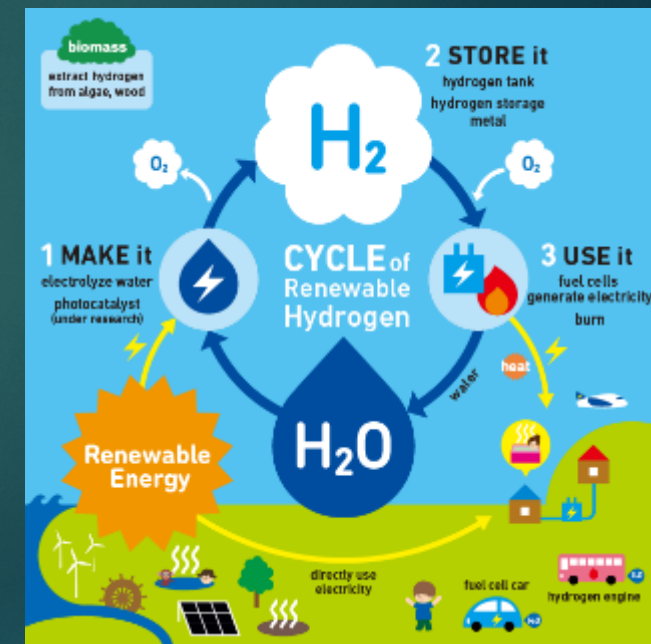 biomass
extract hydrogen
from algae, wood
2 STORE it
hydrogen tank
hydrogen storage
metal
H₂
O₂
O₂
1 MAKE it
electrolyze water
photocatalyst
(under research)
CYCLE of
Renewable
Hydrogen
3 USE it
fuel cells
generate electricity
burn
heat
water
H₂O
Renewable
Energy
directly use
electricity
fuel cell car
hydrogen engine